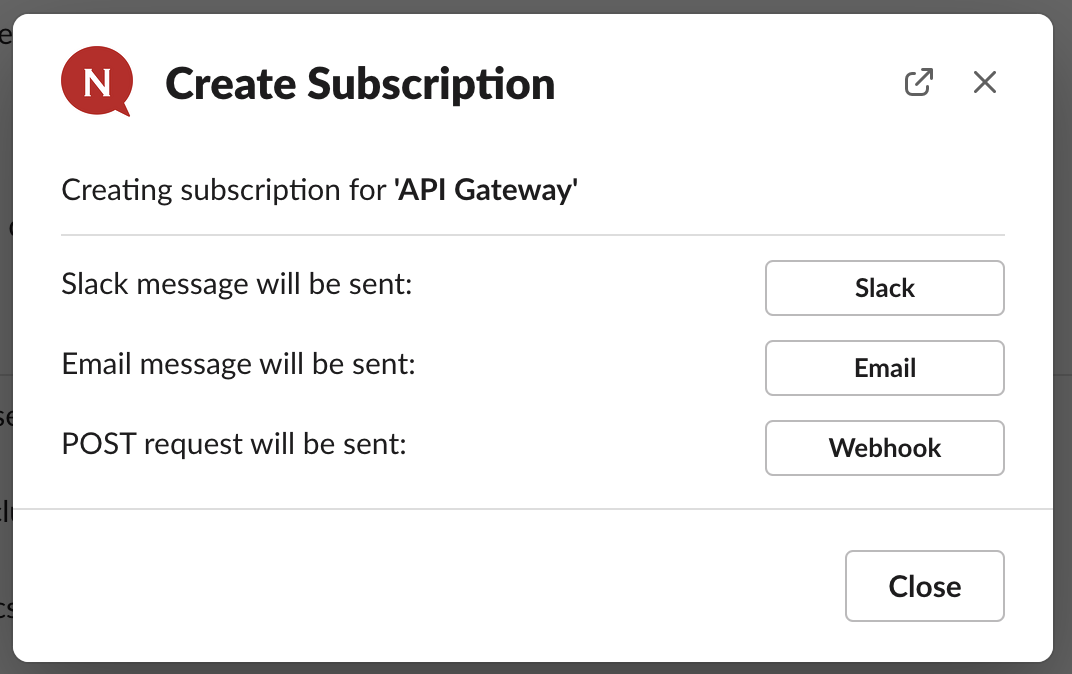 N
Create Subscription
Creating subscription for 'API Gateway'
Slack message will be sent:
Slack
Email message will be sent:
Email
POST request will be sent:
Webhook
Close